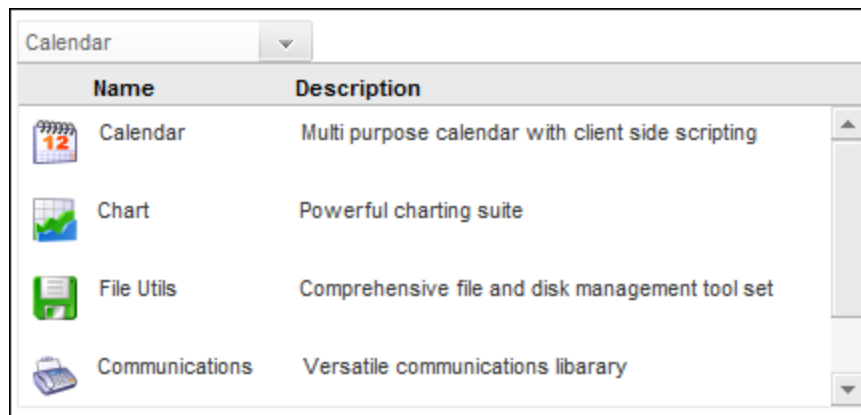 Calendar
Name Description
12 Calendar Multi purpose calendar with client side scripting
Chart Powerful charting suite
File Utils Comprehensive file and disk management tool set
Communications Versatile communications libarary